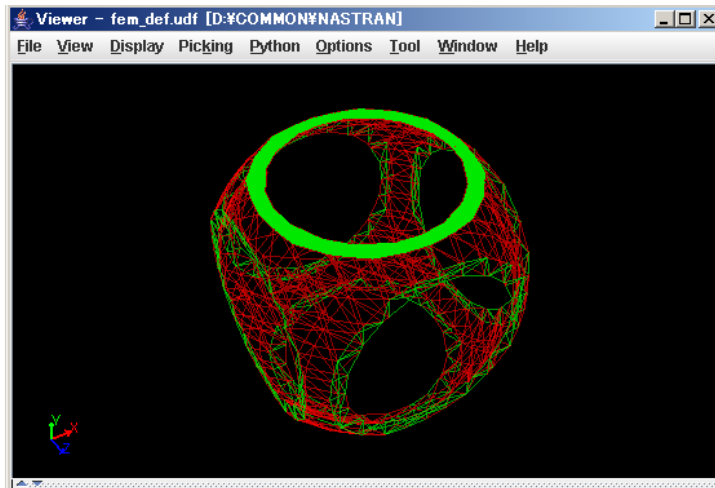 Viewer - fem_def.udf [D:¥COMMON¥NASTRAN]
File View Display Picking Python Options Tool Window Help
Y
X
Z